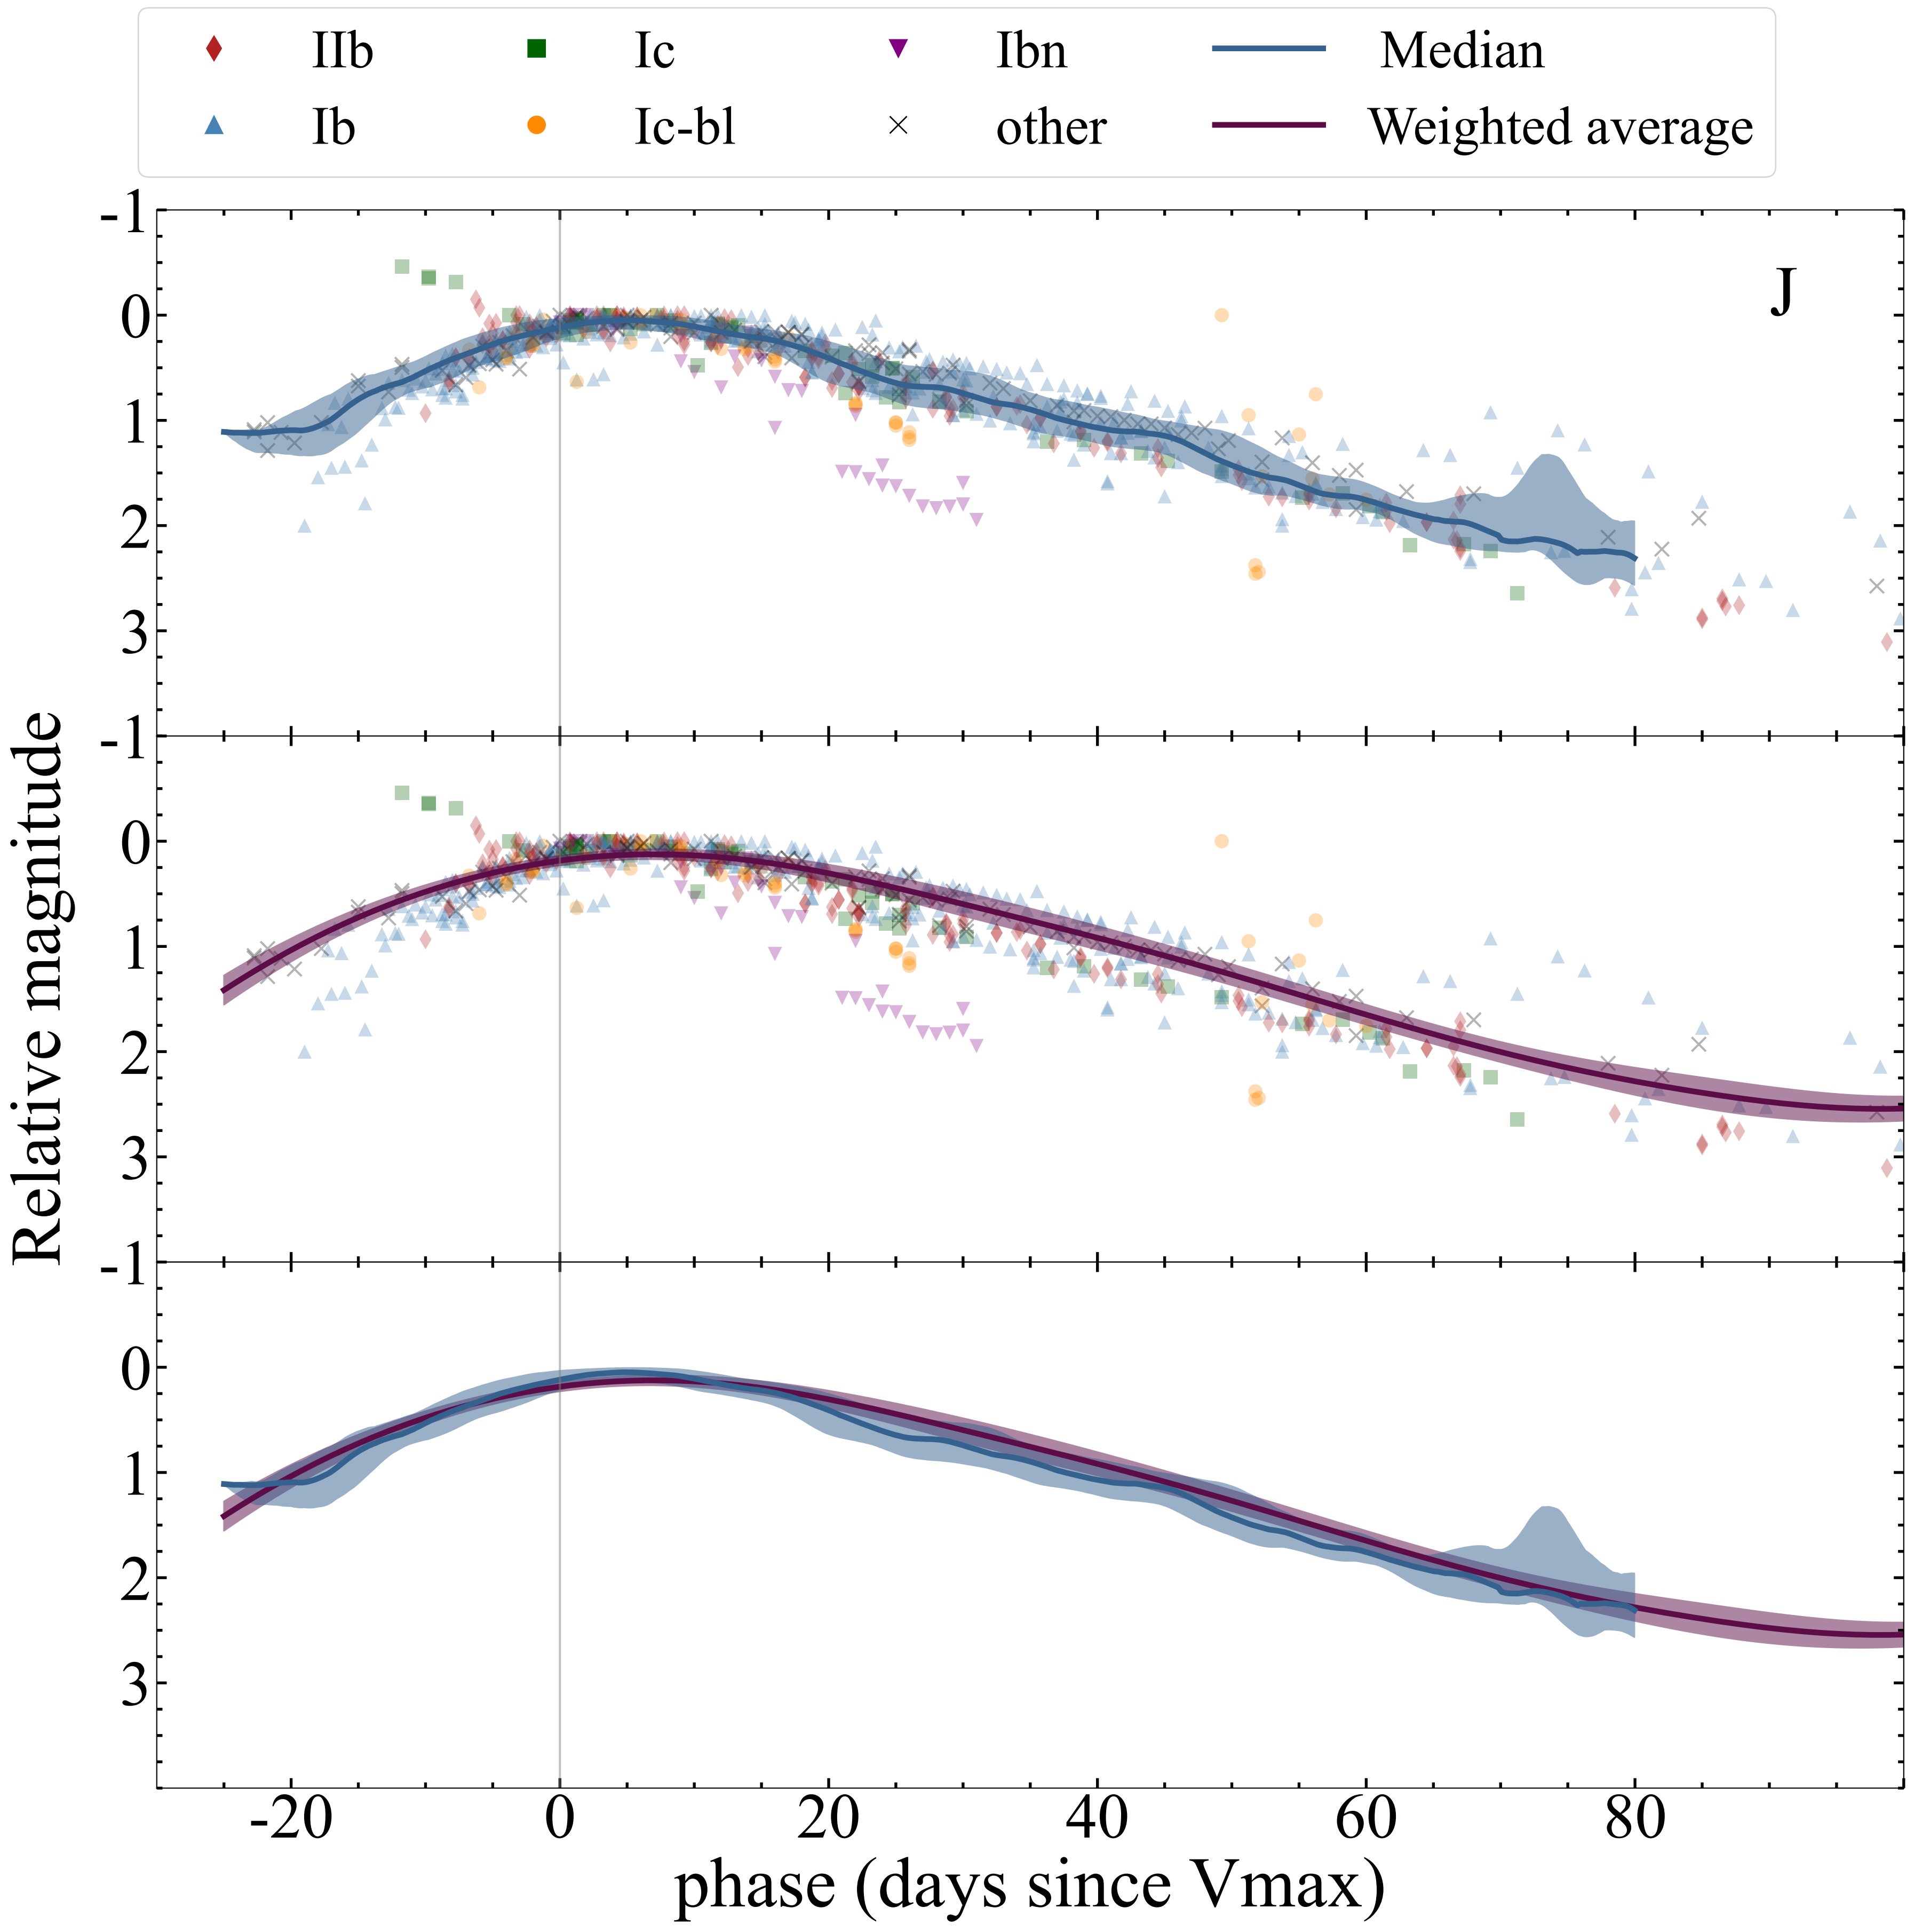 IIb Ic Ibn Median
Ib Ic-bl other Weighted average
J
-1
0
1
2
3
-1
0
1
2
3
-1
0
1
2
3
Relative magnitude
-20 0 20 40 60 80
phase (days since Vmax)